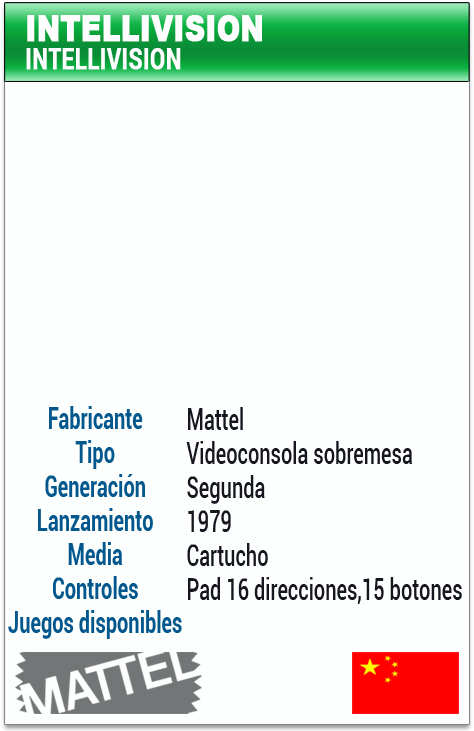 INTELLIVISION
INTELLIVISION
Fabricante Mattel
Tipo Videoconsola sobremesa
Generación Segunda
Lanzamiento 1979
Media Cartucho
Controles Pad 16 direcciones,15 botones
Juegos disponibles
MATTEL